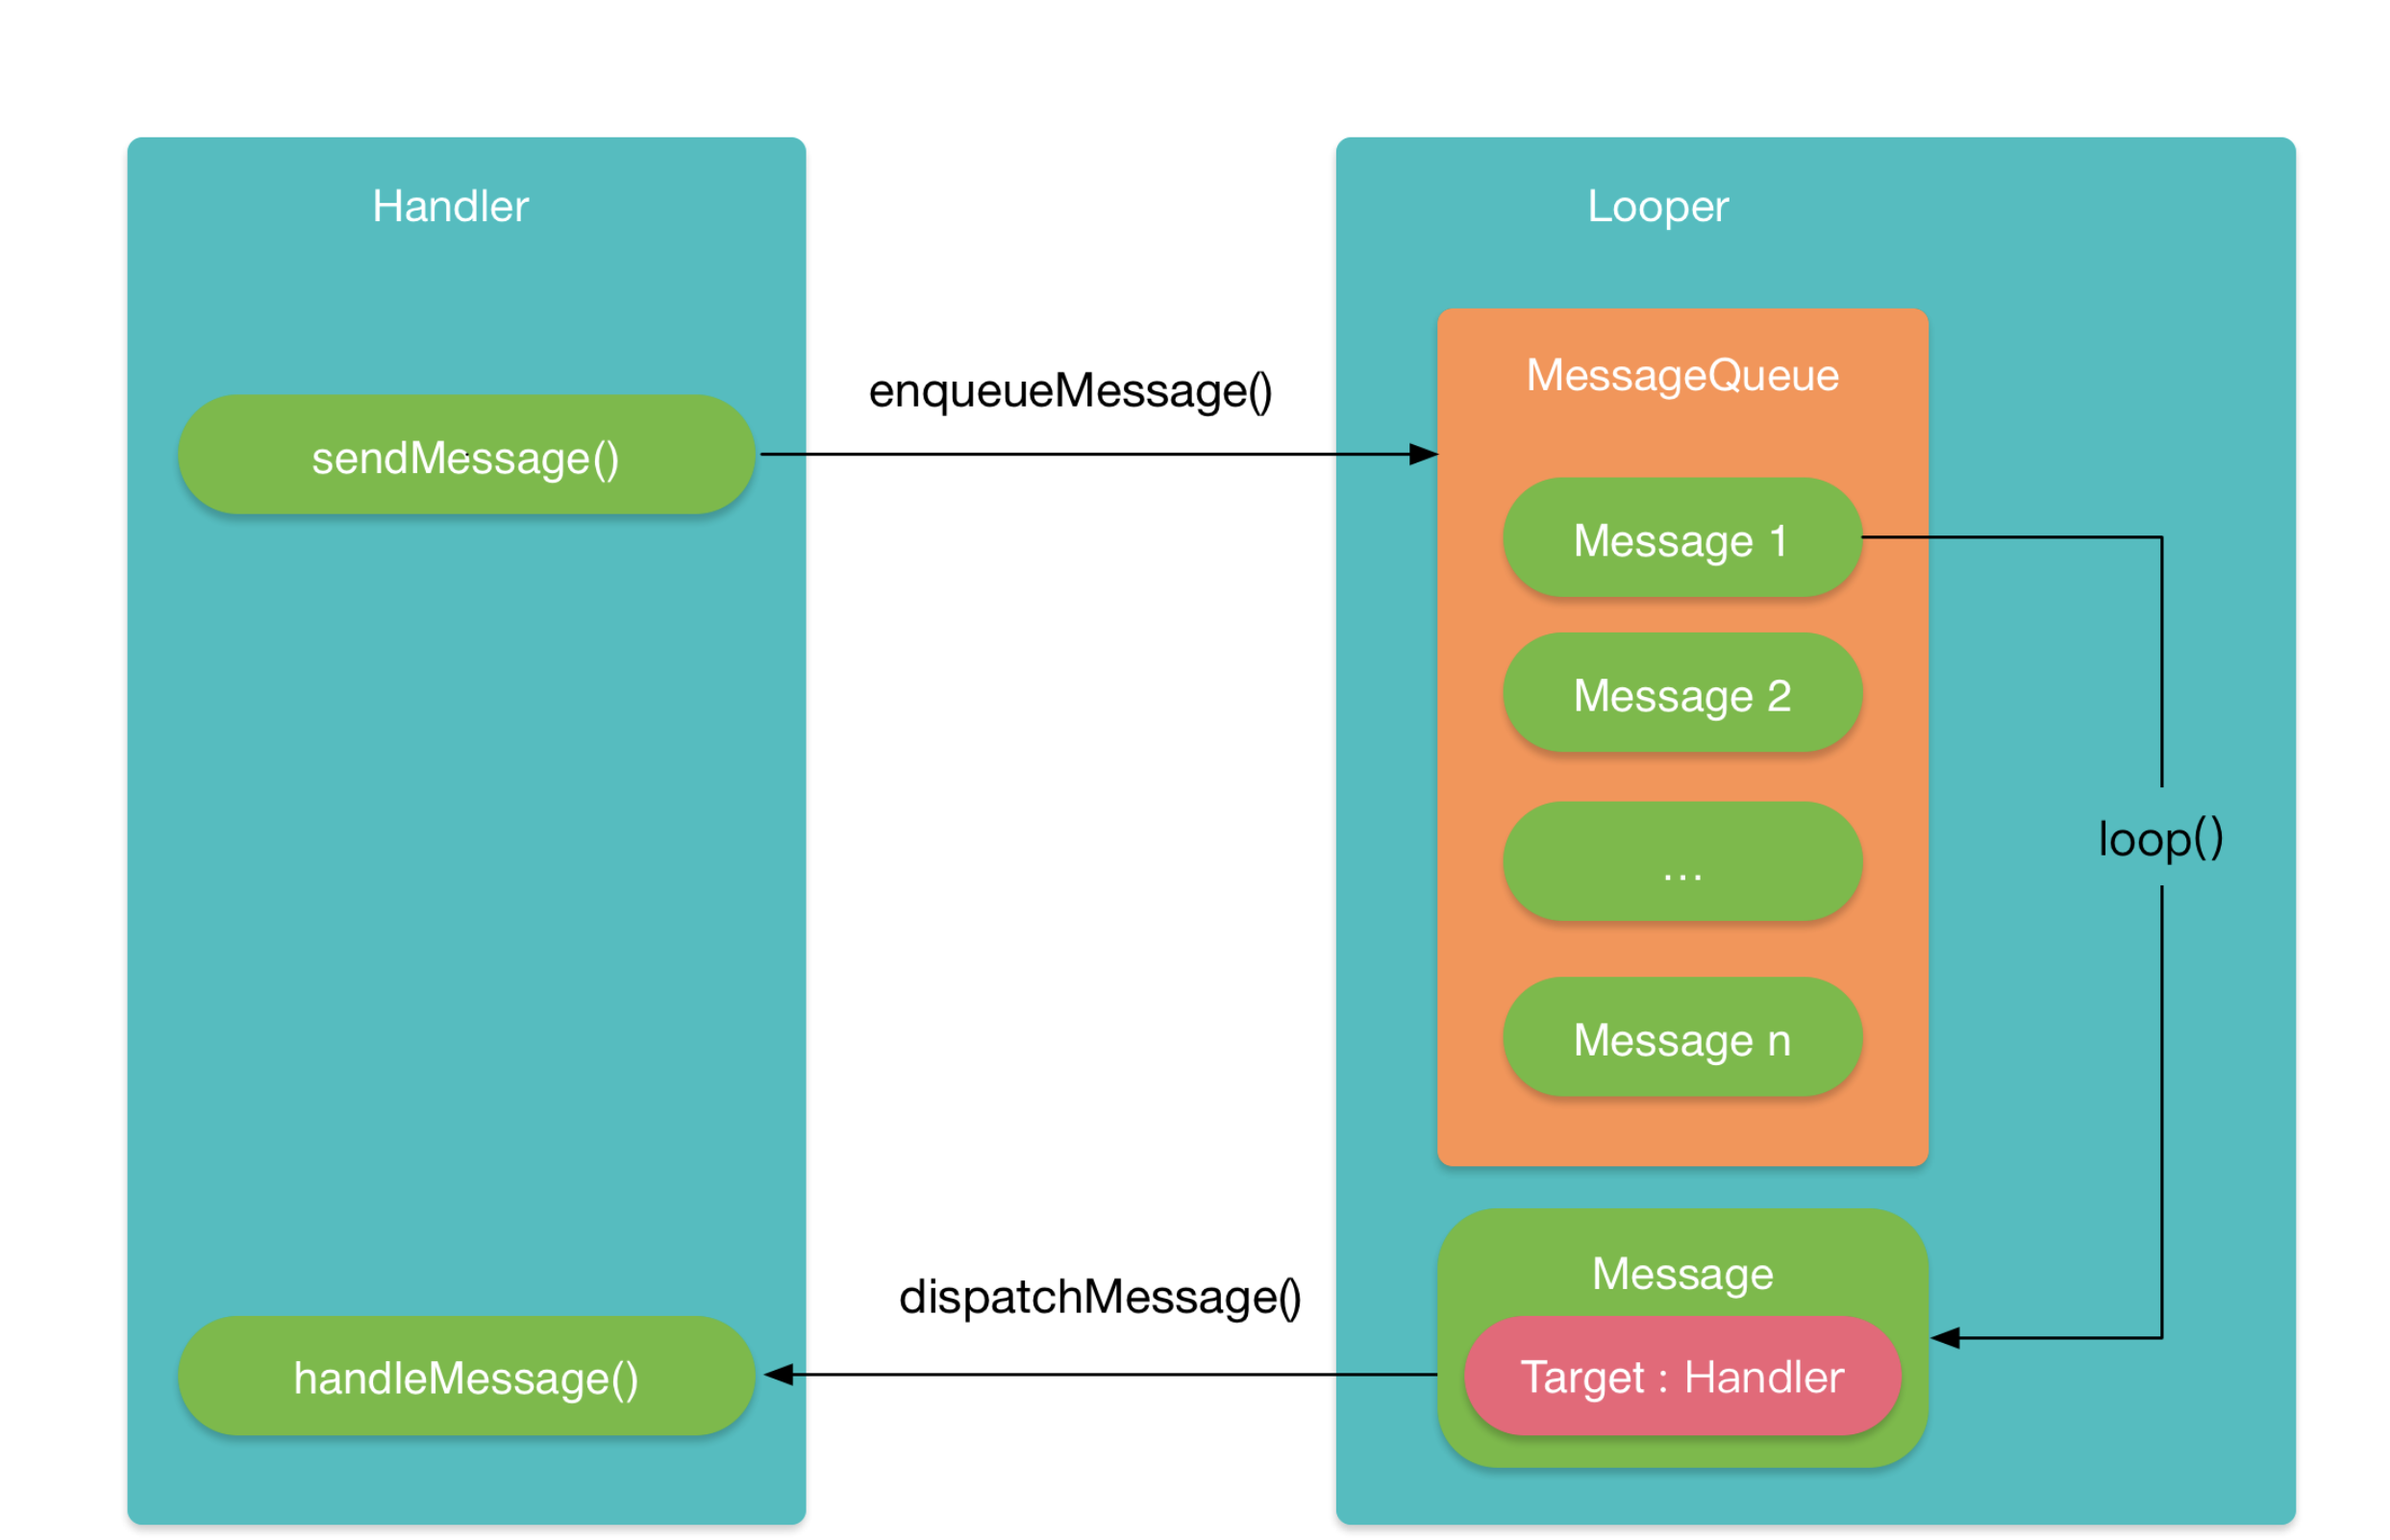 Handler
Looper
enqueueMessage()
MessageQueue
sendMessage()
Message 1
Message 2
loop()
...
Message n
dispatchMessage()
Message
handleMessage()
Target : Handler